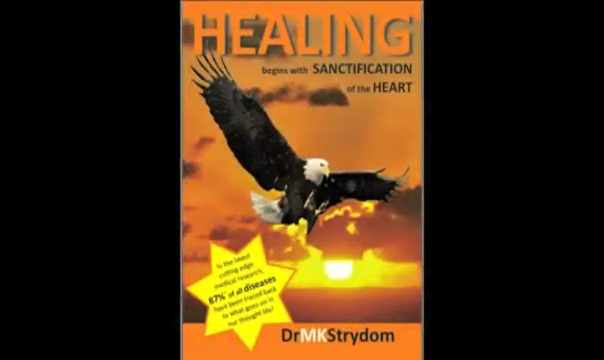 HEALING
begins with SANCTIFICATION
of the HEART
In the latest
cutting edge
medical research,
87%* of all diseases
have been traced back
to what goes on in
our thought life!
DrMKStrydom